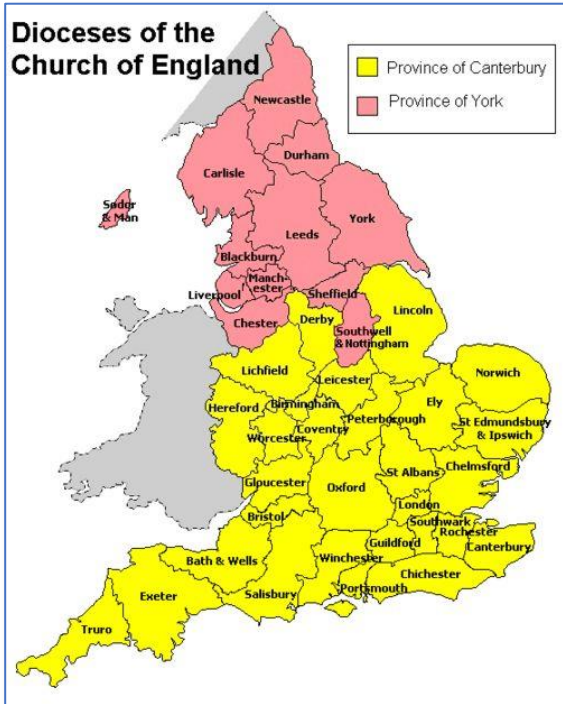 Dioceses of the
Church of England
Province of Canterbury
Province of York
Newcastle
Durham
Carlisle
Sodor
& Man
York
Leeds
Blackburn
Manch-
ester
Liverpool
Sheffield
Chester
Derby
Lincoln
Southwell
& Nottingham
Lichfield
Leicester
Norwich
Hereford
Birmingham
Ely
Peterborough
Coventry
Worcester
St Edmundsbury
& Ipswich
Gloucester
Oxford
St Albans
Chelmsford
London
Bristol
Southwark
Rochester
Guildford
Canterbury
Bath & Wells
Winchester
Chichester
Portsmouth
Salisbury
Exeter
Truro